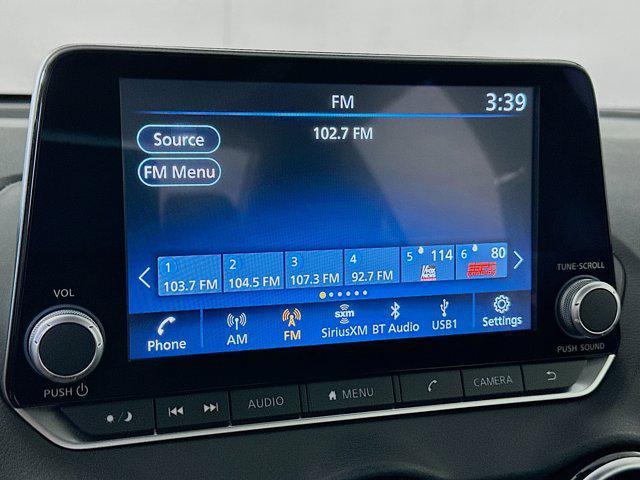 FM 3:39
102.7 FM
Source
FM Menu
1 103.7 FM
2 104.5 FM
3 107.3 FM
4 92.7 FM
5 114
6 80
Phone
AM
FM
sxm
SiriusXM
BT Audio
USB1
Settings
VOL
PUSH
TUNE·SCROLL
PUSH SOUND
AUDIO
MENU
CAMERA